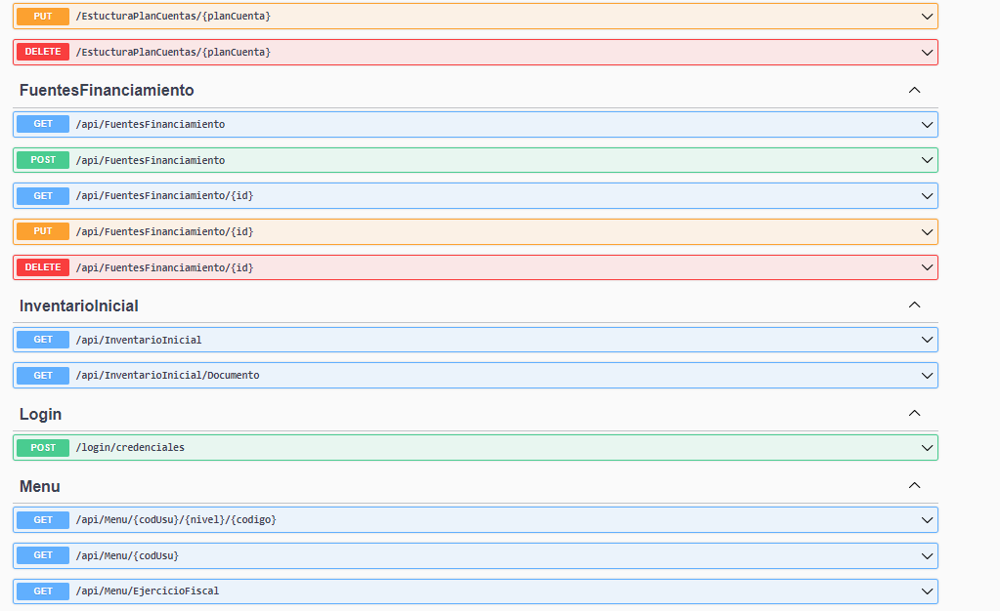 PUT /EstucturaPlanCuentas/{planCuenta}
DELETE /EstucturaPlanCuentas/{planCuenta}
FuentesFinanciamiento
GET /api/FuentesFinanciamiento
POST /api/FuentesFinanciamiento
GET /api/FuentesFinanciamiento/{id}
PUT /api/FuentesFinanciamiento/{id}
DELETE /api/FuentesFinanciamiento/{id}
InventarioInicial
GET /api/InventarioInicial
GET /api/InventarioInicial/Documento
Login
POST /login/credenciales
Menu
GET /api/Menu/{codUsu}/{nivel}/{codigo}
GET /api/Menu/{codUsu}
GET /api/Menu/EjercicioFiscal